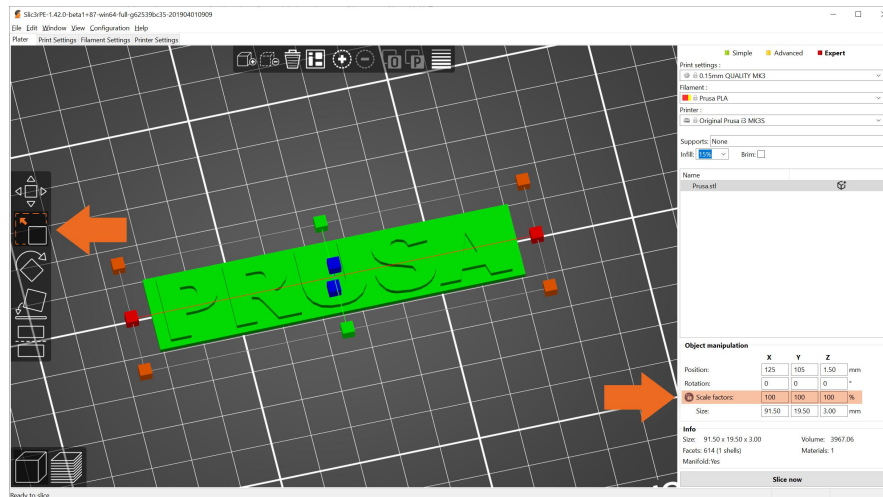 Slic3rPE-1.42.0-beta1+87-win64-full-g62539bc35-201904010909
File Edit Window View Configuration Help
Plater Print Settings Filament Settings Printer Settings
Simple Advanced Expert
Print settings :
0.15mm QUALITY MK3
Filament :
Prusa PLA
Printer :
Original Prusa i3 MK3S
Supports: None
Infill: 15% Brim:
Name
Prusa.stl
PRUSA
Object manipulation
X Y Z
Position: 125 105 1.50 mm
Rotation: 0 0 0 °
Scale factors: 100 100 100 %
Size: 91.50 19.50 3.00 mm
Info
Size: 91.50 x 19.50 x 3.00 Volume: 3967.06
Facets: 614 (1 shells) Materials: 1
Manifold: Yes
Slice now
Ready to slice